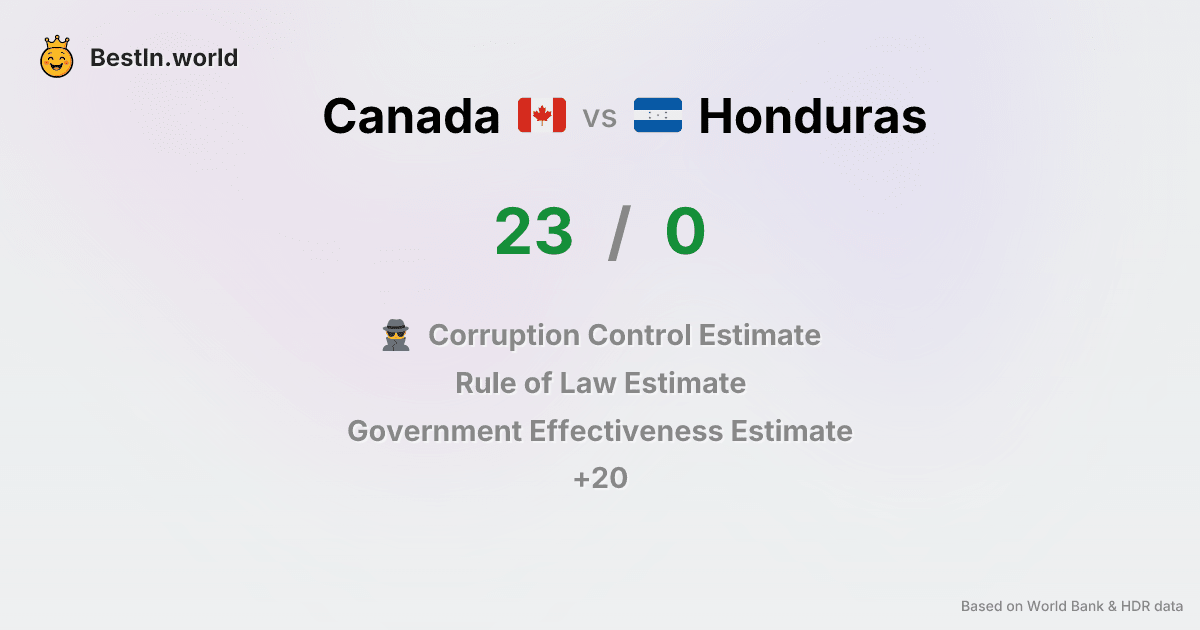 BestIn.world
Canada vs Honduras
23 / 0
Corruption Control Estimate
Rule of Law Estimate
Government Effectiveness Estimate
+20
Based on World Bank & HDR data